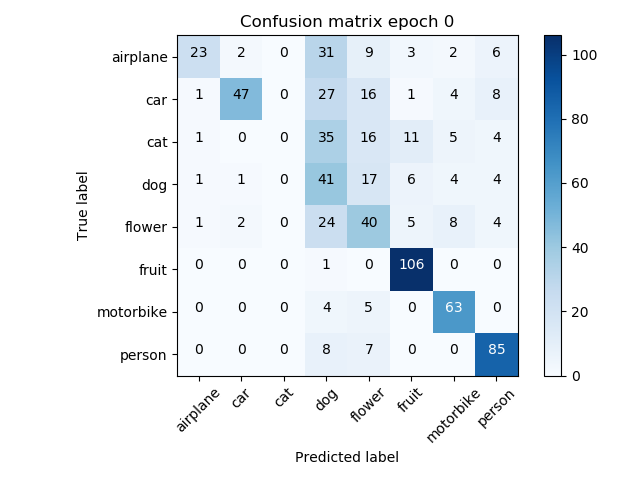 Confusion matrix epoch 0
airplane 23 2 0 31 9 3 2 6
car 1 47 0 27 16 1 4 8
cat 1 0 0 35 16 11 5 4
dog 1 1 0 41 17 6 4 4
flower 1 2 0 24 40 5 8 4
fruit 0 0 0 1 0 106 0 0
motorbike 0 0 0 4 5 0 63 0
person 0 0 0 8 7 0 0 85
airplane car cat dog flower fruit motorbike person
Predicted label
True label
100
80
60
40
20
0